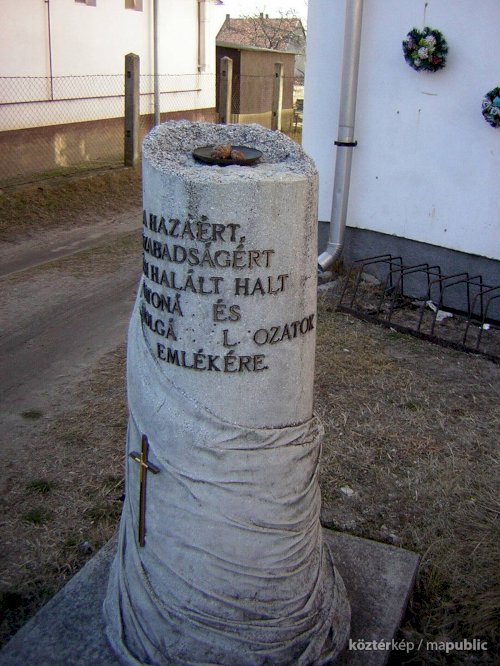 A HAZÁÉRT,
SZABADSÁGÉRT
HALÁLT HALT
ÉS
L OZATOK
EMLÉKÉRE.
köztérkép / mapublic